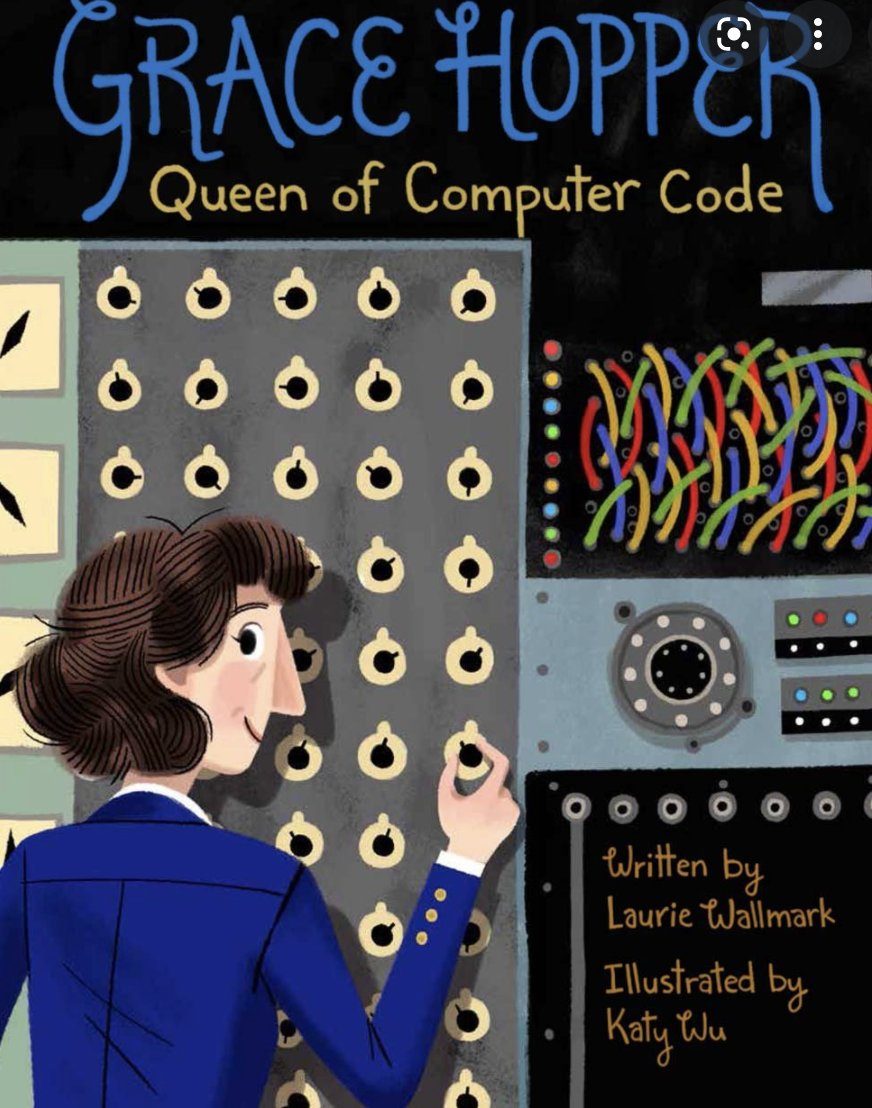 GRACE HOPPER
Queen of Computer Code
Written by
Laurie Wallmark
Illustrated by
Katy Wu